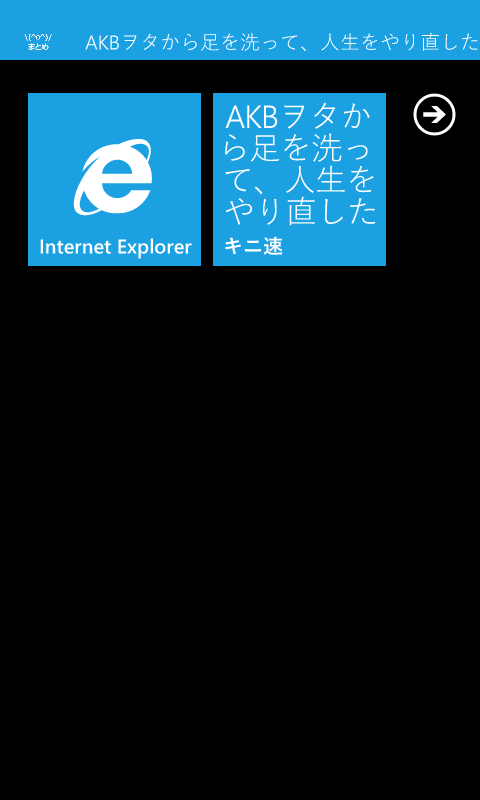 \(^o^)/
まとめ
AKBヲタから足を洗って、人生をやり直した
Internet Explorer
AKBヲタか
ら足を洗っ
て、人生を
やり直した
キニ速